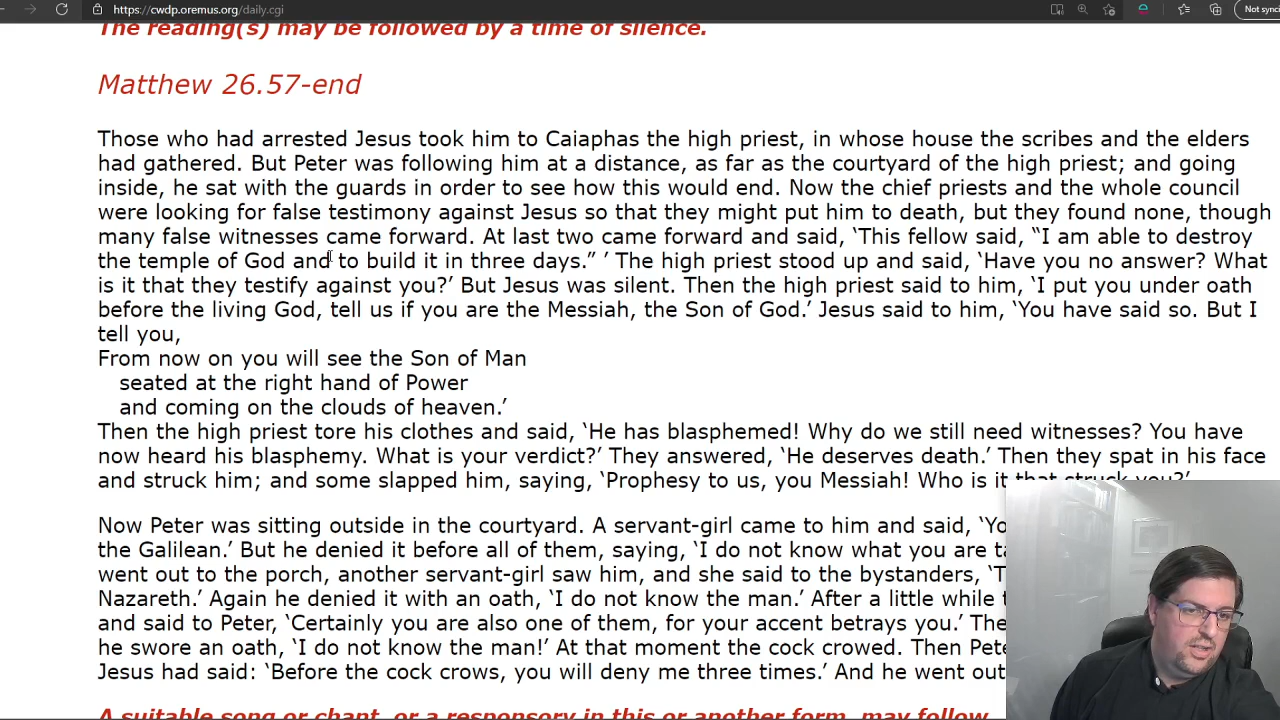 https://cwdp.oremus.org/daily.cgi
Not sync
The reading(s) may be followed by a time of silence.
Matthew 26.57-end
Those who had arrested Jesus took him to Caiaphas the high priest, in whose house the scribes and the elders
had gathered. But Peter was following him at a distance, as far as the courtyard of the high priest; and going
inside, he sat with the guards in order to see how this would end. Now the chief priests and the whole council
were looking for false testimony against Jesus so that they might put him to death, but they found none, though
many false witnesses came forward. At last two came forward and said, ‘This fellow said, “I am able to destroy
the temple of God and to build it in three days.” ’ The high priest stood up and said, ‘Have you no answer? What
is it that they testify against you?’ But Jesus was silent. Then the high priest said to him, ‘I put you under oath
before the living God, tell us if you are the Messiah, the Son of God.’ Jesus said to him, ‘You have said so. But I
tell you,
From now on you will see the Son of Man
seated at the right hand of Power
and coming on the clouds of heaven.’
Then the high priest tore his clothes and said, ‘He has blasphemed! Why do we still need witnesses? You have
now heard his blasphemy. What is your verdict?’ They answered, ‘He deserves death.’ Then they spat in his face
and struck him; and some slapped him, saying, ‘Prophesy to us, you Messiah! Who is it that struck you?’
Now Peter was sitting outside in the courtyard. A servant-girl came to him and said, ‘Yo
the Galilean.’ But he denied it before all of them, saying, ‘I do not know what you are ta
went out to the porch, another servant-girl saw him, and she said to the bystanders, ‘T
Nazareth.’ Again he denied it with an oath, ‘I do not know the man.’ After a little while t
and said to Peter, ‘Certainly you are also one of them, for your accent betrays you.’ The
he swore an oath, ‘I do not know the man!’ At that moment the cock crowed. Then Pete
Jesus had said: ‘Before the cock crows, you will deny me three times.’ And he went out
A suitable song or chant, or a responsory in this or another form, may follow.